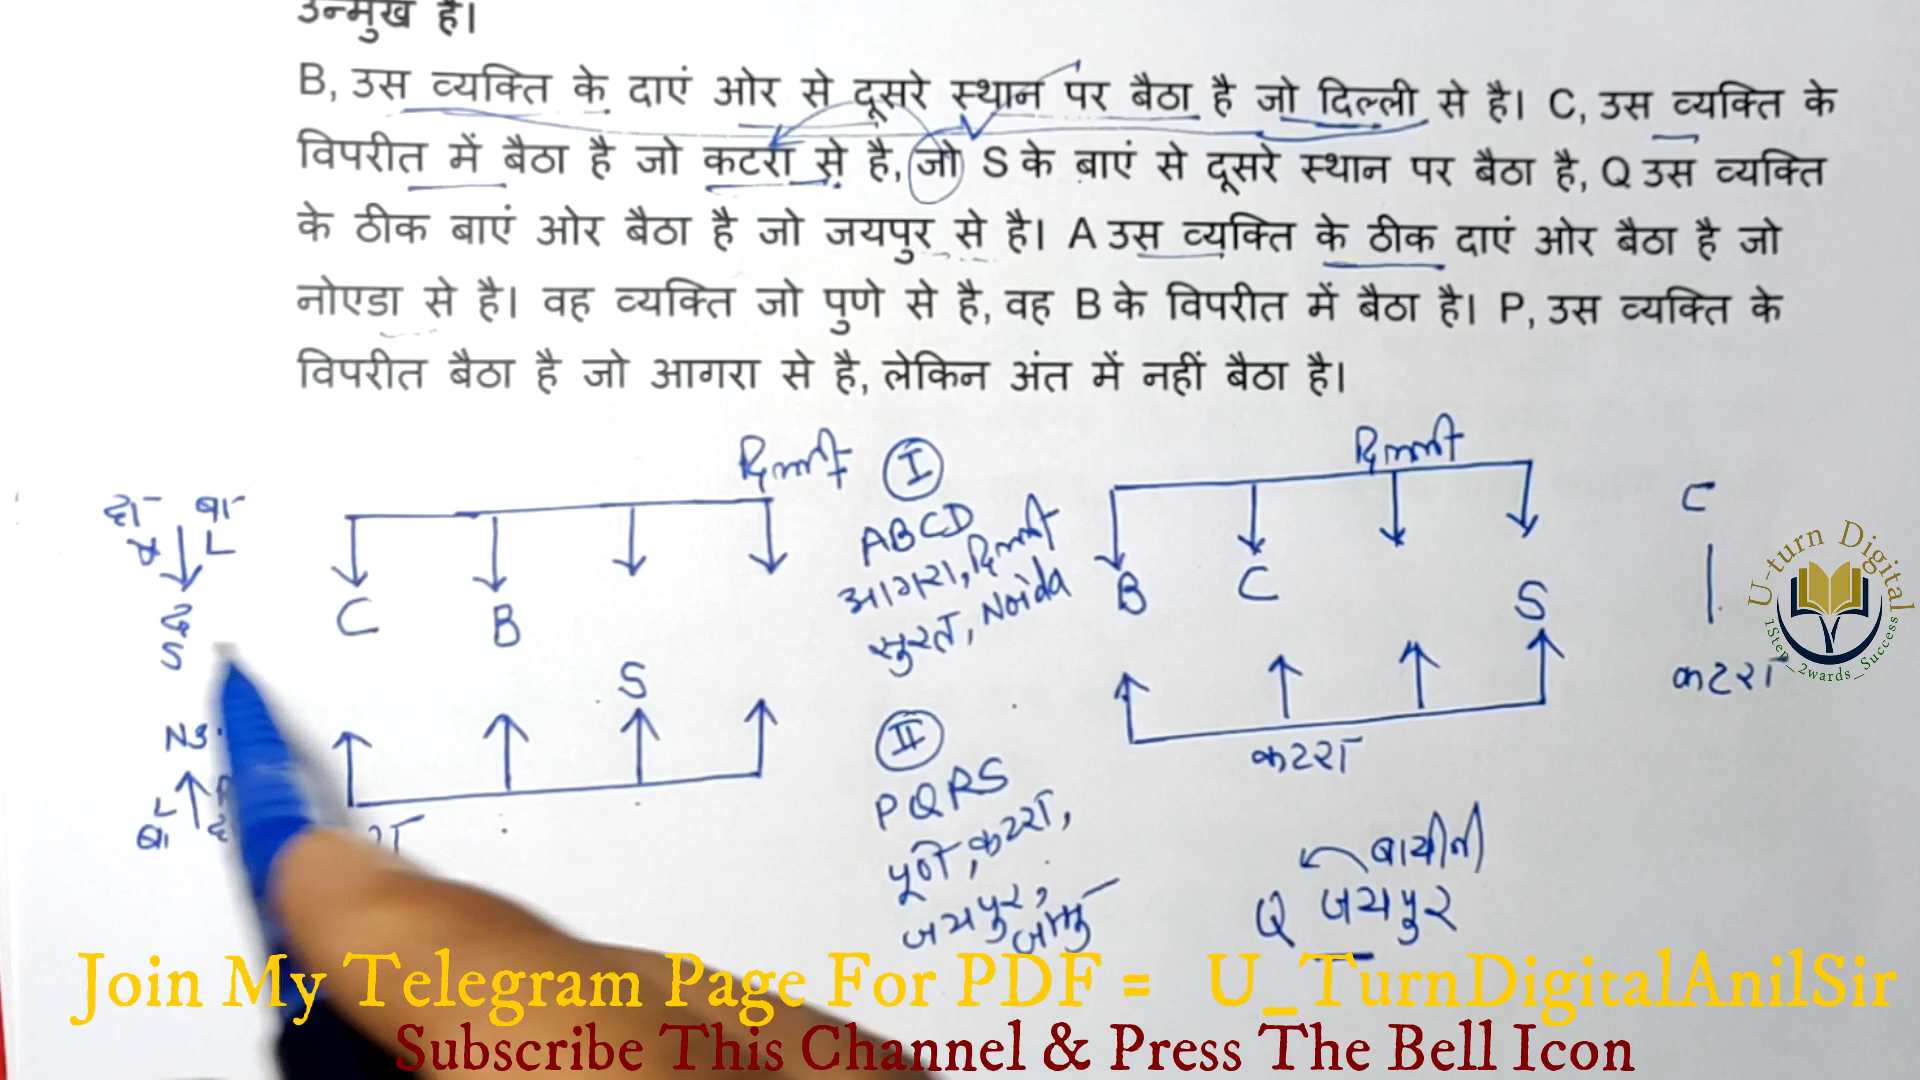 उन्मुख है।
B, उस व्यक्ति के दाएं ओर से दूसरे स्थान पर बैठा है जो दिल्ली से है। C, उस व्यक्ति के
विपरीत में बैठा है जो कटरा से है, जो S के बाएं से दूसरे स्थान पर बैठा है, Q उस व्यक्ति
के ठीक बाएं ओर बैठा है जो जयपुर से है। A उस व्यक्ति के ठीक दाएं ओर बैठा है जो
नोएडा से है। वह व्यक्ति जो पुणे से है, वह B के विपरीत में बैठा है। P, उस व्यक्ति के
विपरीत बैठा है जो आगरा से है, लेकिन अंत में नहीं बैठा है।
दिल्ली I दिल्ली
दा बा
L
द
S
C B
ABCD
आगरा, दिल्ली
सुरत, Noida
B C S
C
कटरा
S
L
बा
II
PQRS
पूणे, कटरा,
जयपुर, जम्मु
कटरा
Q जयपुर
U-turn Digital
1Step_2wards_Success
Join My Telegram Page For PDF = U_TurnDigitalAnilSir
Subscribe This Channel & Press The Bell Icon